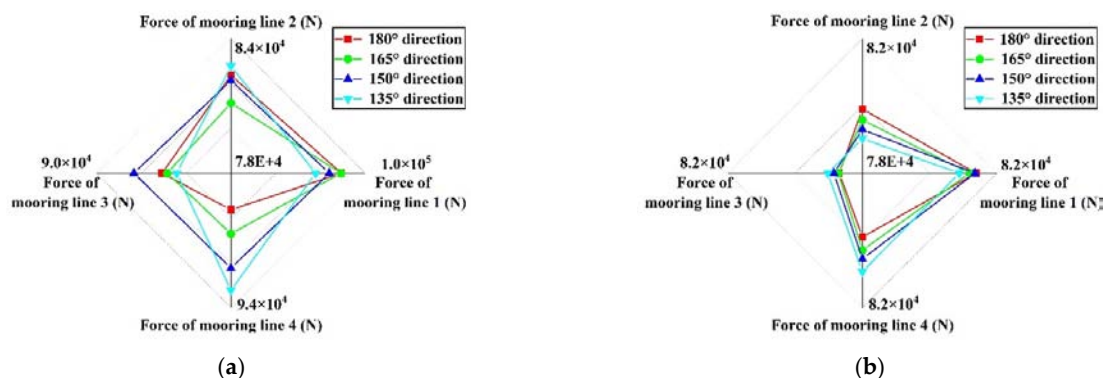 Force of mooring line 2 (N)
8.4×10⁴
180° direction
165° direction
150° direction
135° direction
9.0×10⁴
7.8E+4
1.0×10⁵
Force of
mooring line 3 (N)
Force of
mooring line 1 (N)
9.4×10⁴
Force of mooring line 4 (N)
(a)
Force of mooring line 2 (N)
8.2×10⁴
180° direction
165° direction
150° direction
135° direction
8.2×10⁴
7.8E+4
8.2×10⁴
Force of
mooring line 3 (N)
Force of
mooring line 1 (N)
8.2×10⁴
Force of mooring line 4 (N)
(b)